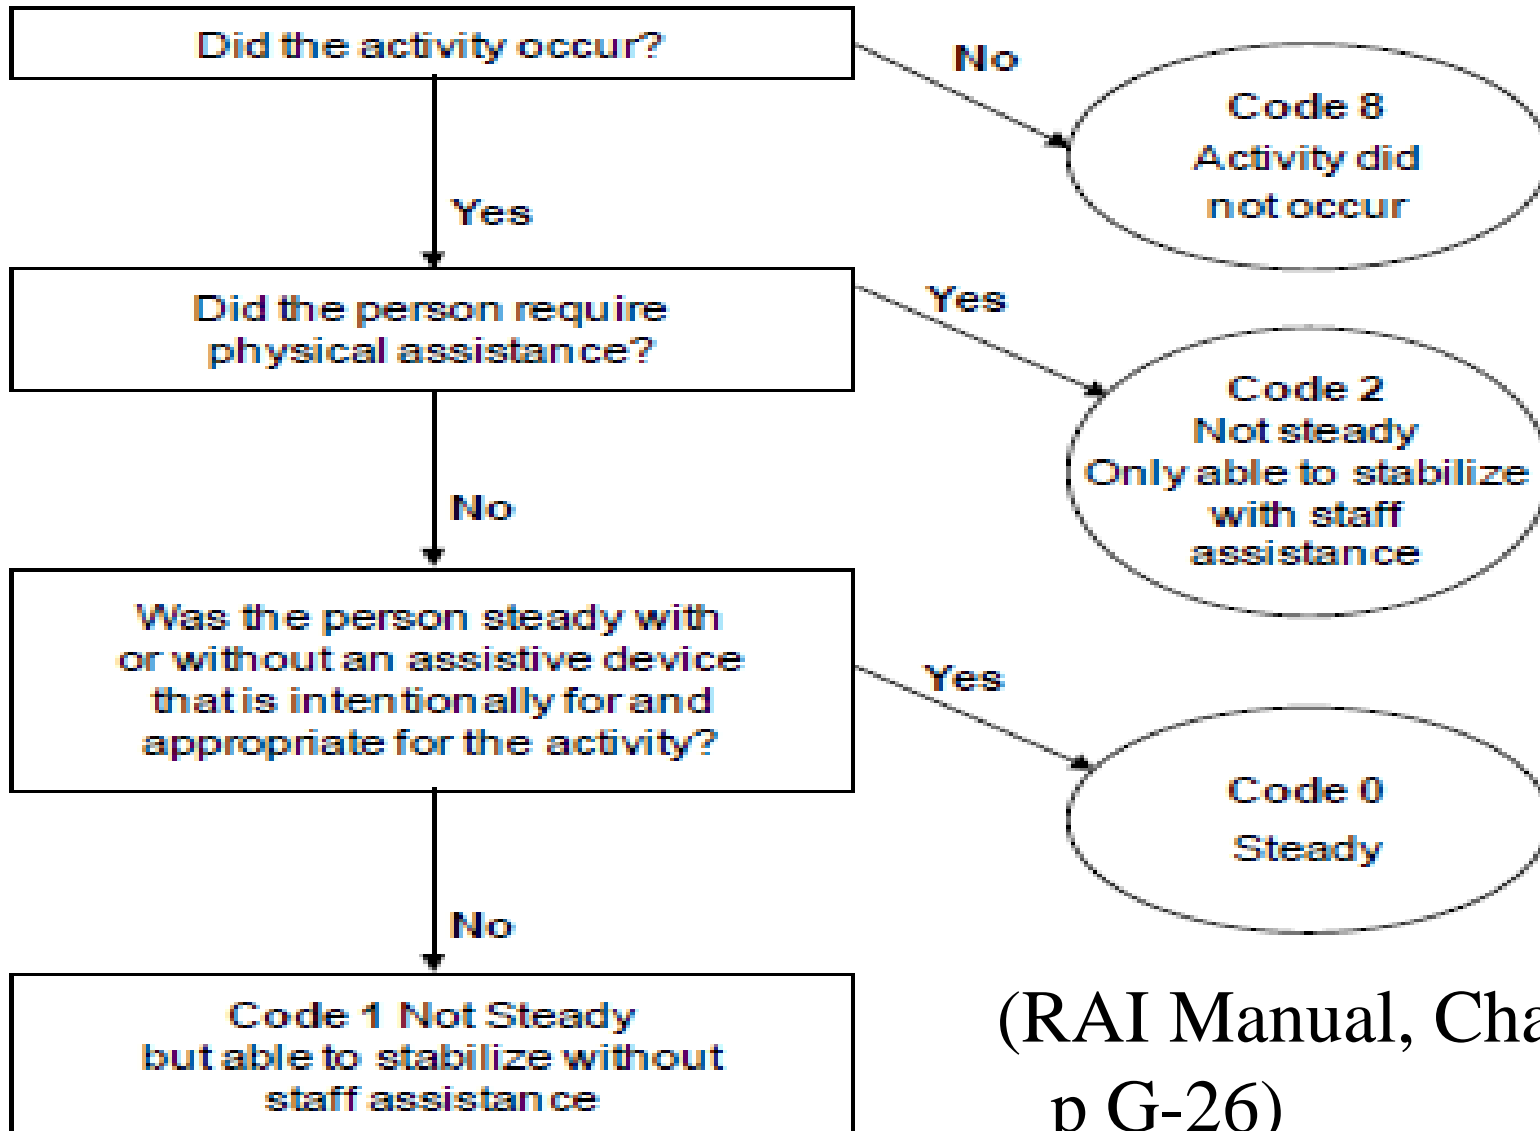 Did the activity occur?
No
Code 8
Activity did
not occur
Yes
Did the person require
physical assistance?
Yes
Code 2
Not steady
Only able to stabilize
with staff
assistance
No
Was the person steady with
or without an assistive device
that is intentionally for and
appropriate for the activity?
Yes
Code 0
Steady
No
Code 1 Not Steady
but able to stabilize without
staff assistance
(RAI Manual,
p G-26)